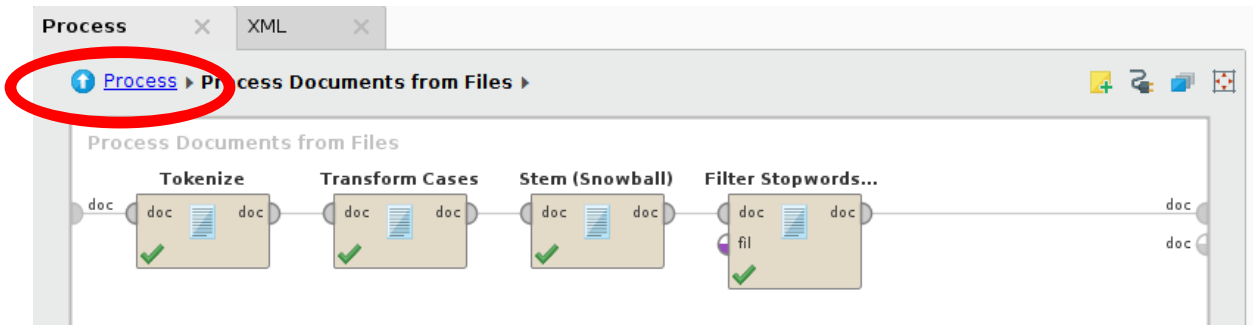 Process XML
Process Process Documents from Files
Process Documents from Files
Tokenize Transform Cases Stem (Snowball) Filter Stopwords...
doc doc doc doc doc doc doc doc doc doc
fil doc